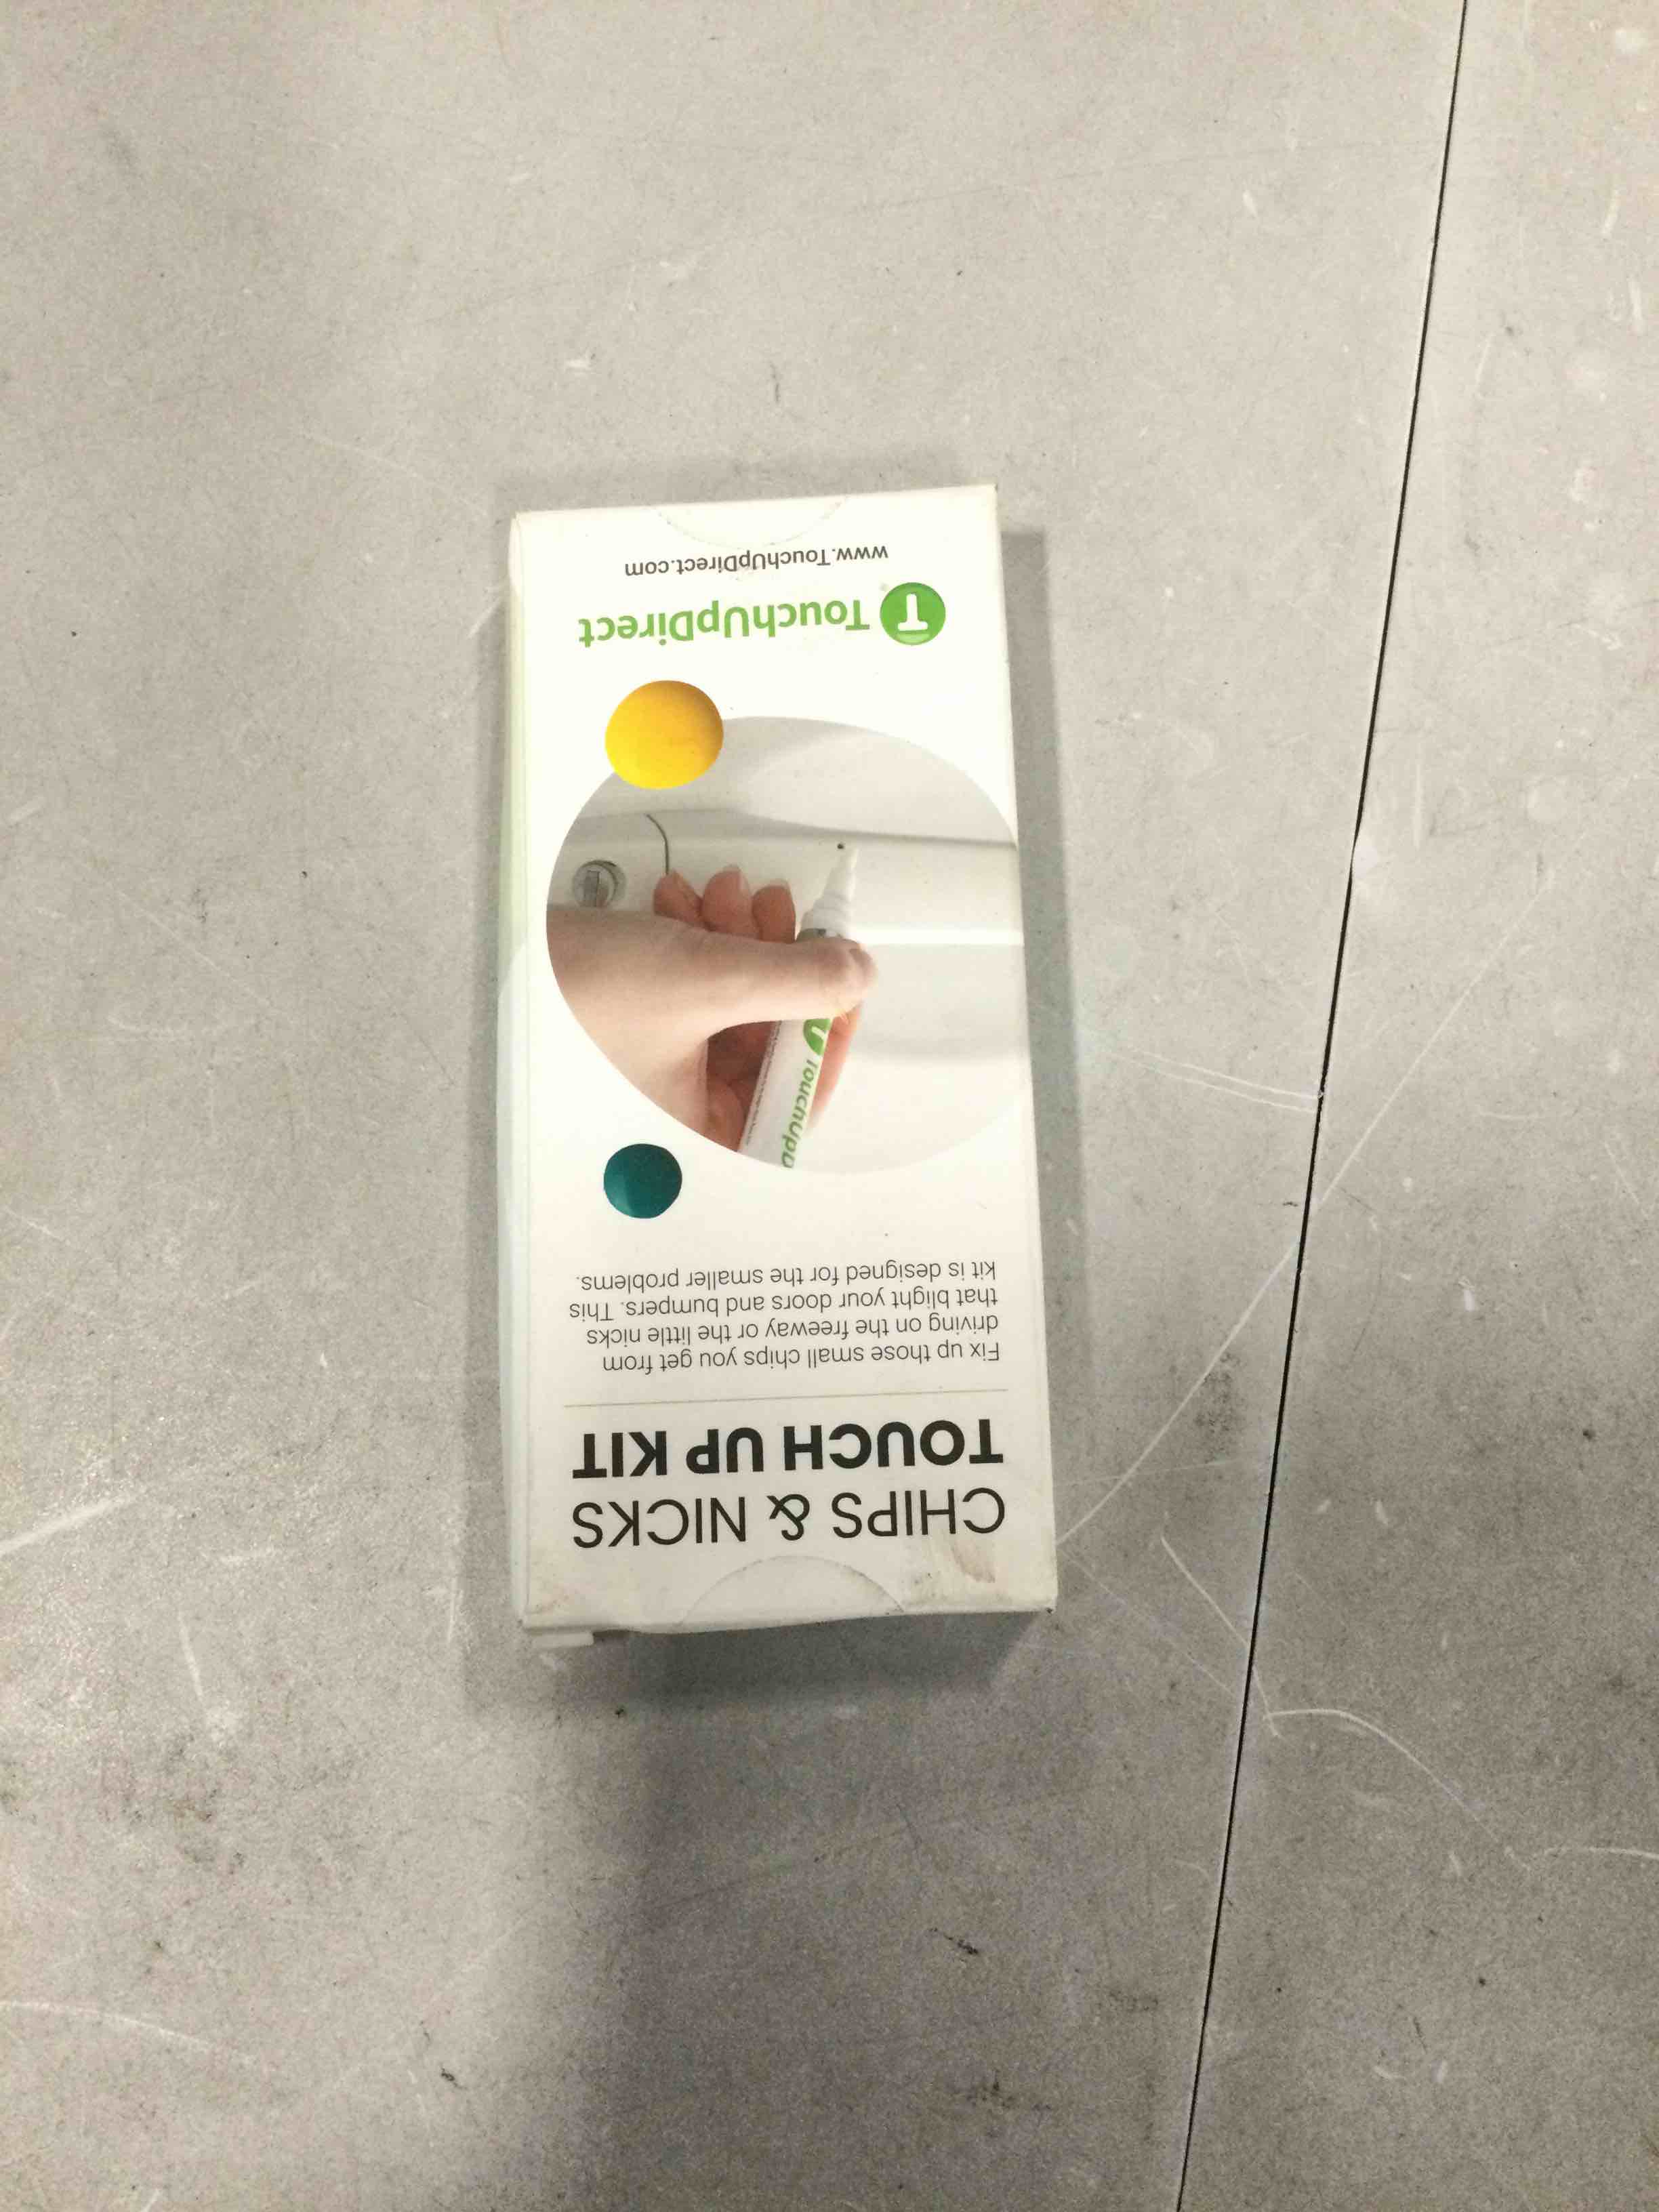 CHIPS & NICKS
TOUCH UP KIT
Fix up those small chips you get from
driving on the freeway or the little nicks
that blight your doors and bumpers. This
kit is designed for the smaller problems.
TouchUpD
T TouchUpDirect
www.TouchUpDirect.com